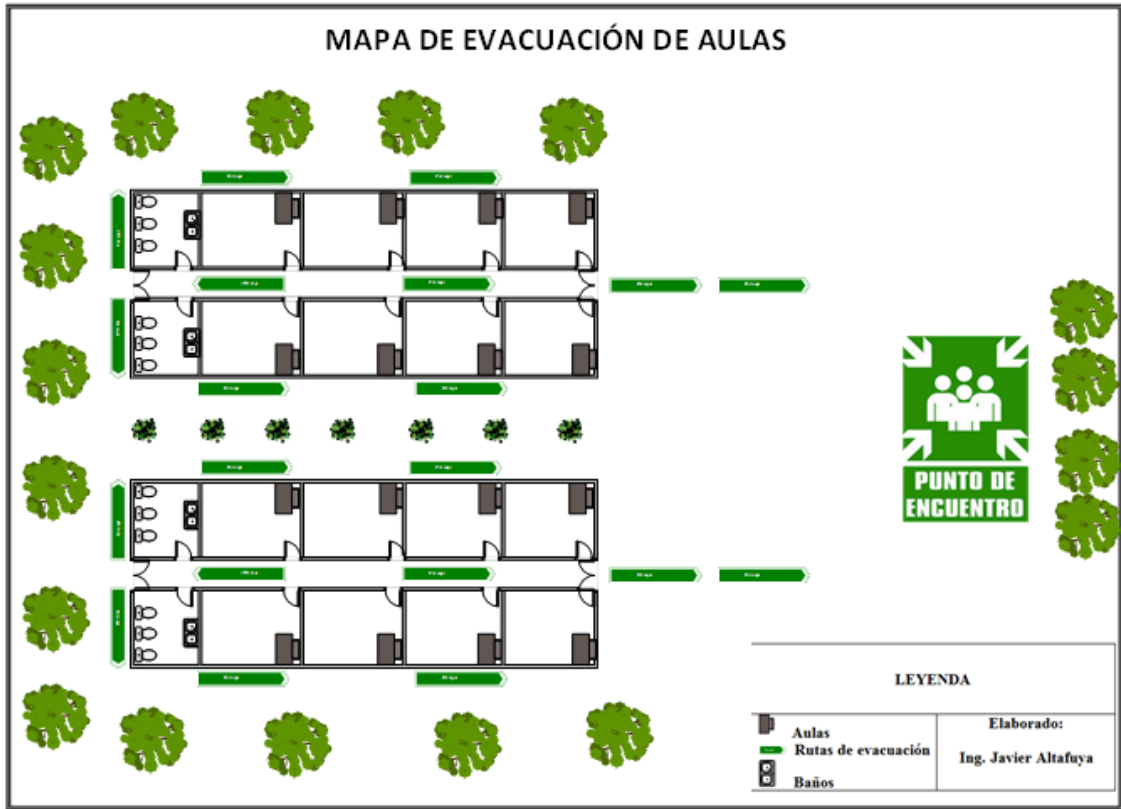 MAPA DE EVACUACIÓN DE AULAS
PUNTO DE
ENCUENTRO
LEYENDA
Aulas
Rutas de evacuación
Baños
Elaborado:
Ing. Javier Altafuya